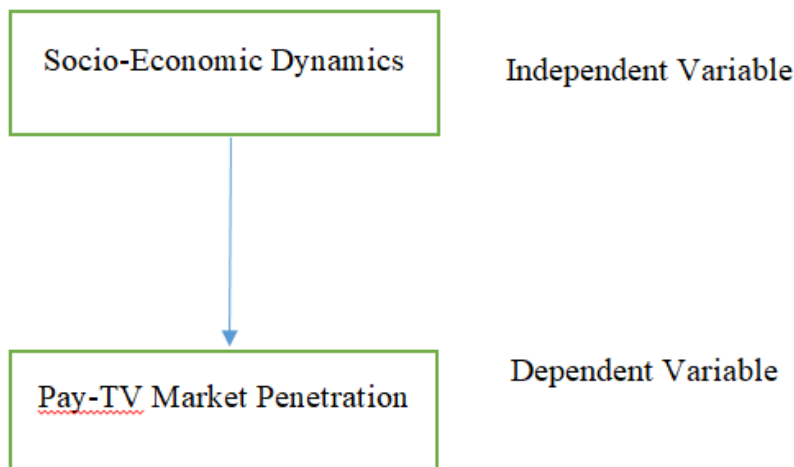 Socio-Economic Dynamics
Independent Variable
Dependent Variable
Pay-TV Market Penetration